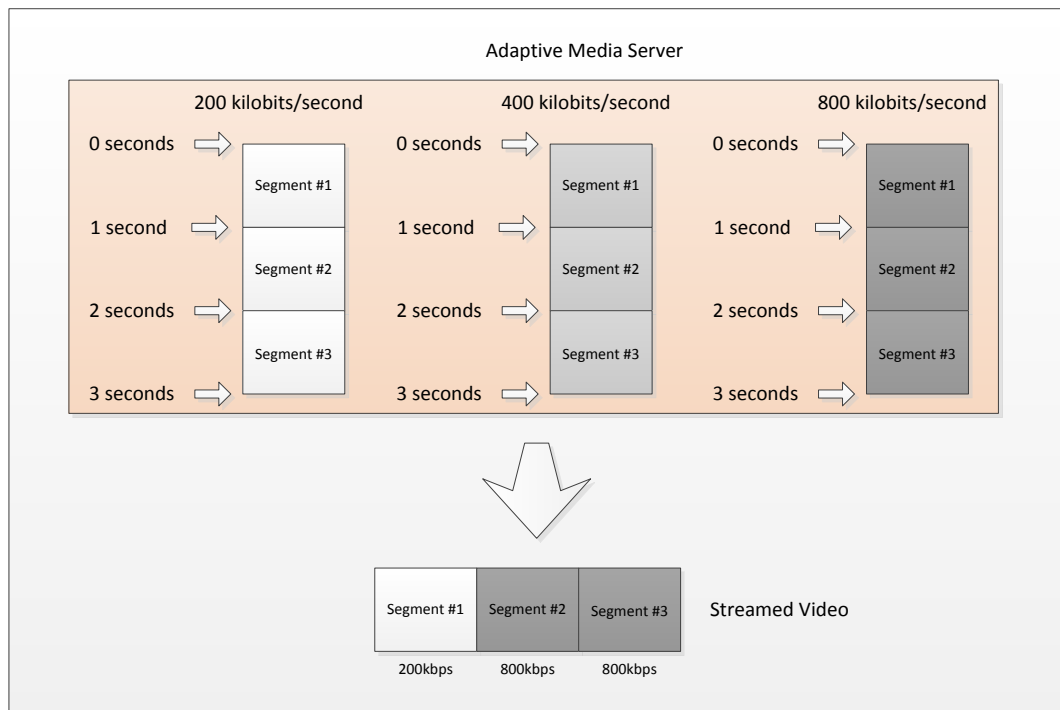 Adaptive Media Server
200 kilobits/second
400 kilobits/second
800 kilobits/second
0 seconds
0 seconds
0 seconds
Segment #1
Segment #1
Segment #1
1 second
1 second
1 second
Segment #2
Segment #2
Segment #2
2 seconds
2 seconds
2 seconds
Segment #3
Segment #3
Segment #3
3 seconds
3 seconds
3 seconds
Segment #1
Segment #2
Segment #3
Streamed Video
200kbps
800kbps
800kbps